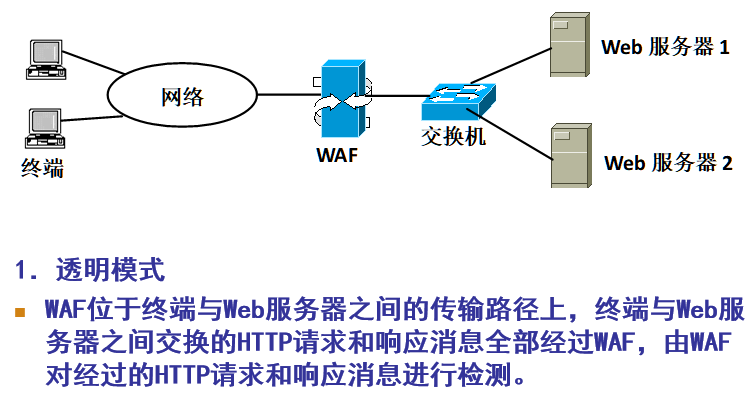 Web 服务器 1
网络
WAF
交换机
终端
Web 服务器 2
1．透明模式
WAF位于终端与Web服务器之间的传输路径上，终端与Web服
务器之间交换的HTTP请求和响应消息全部经过WAF，由WAF
对经过的HTTP请求和响应消息进行检测。